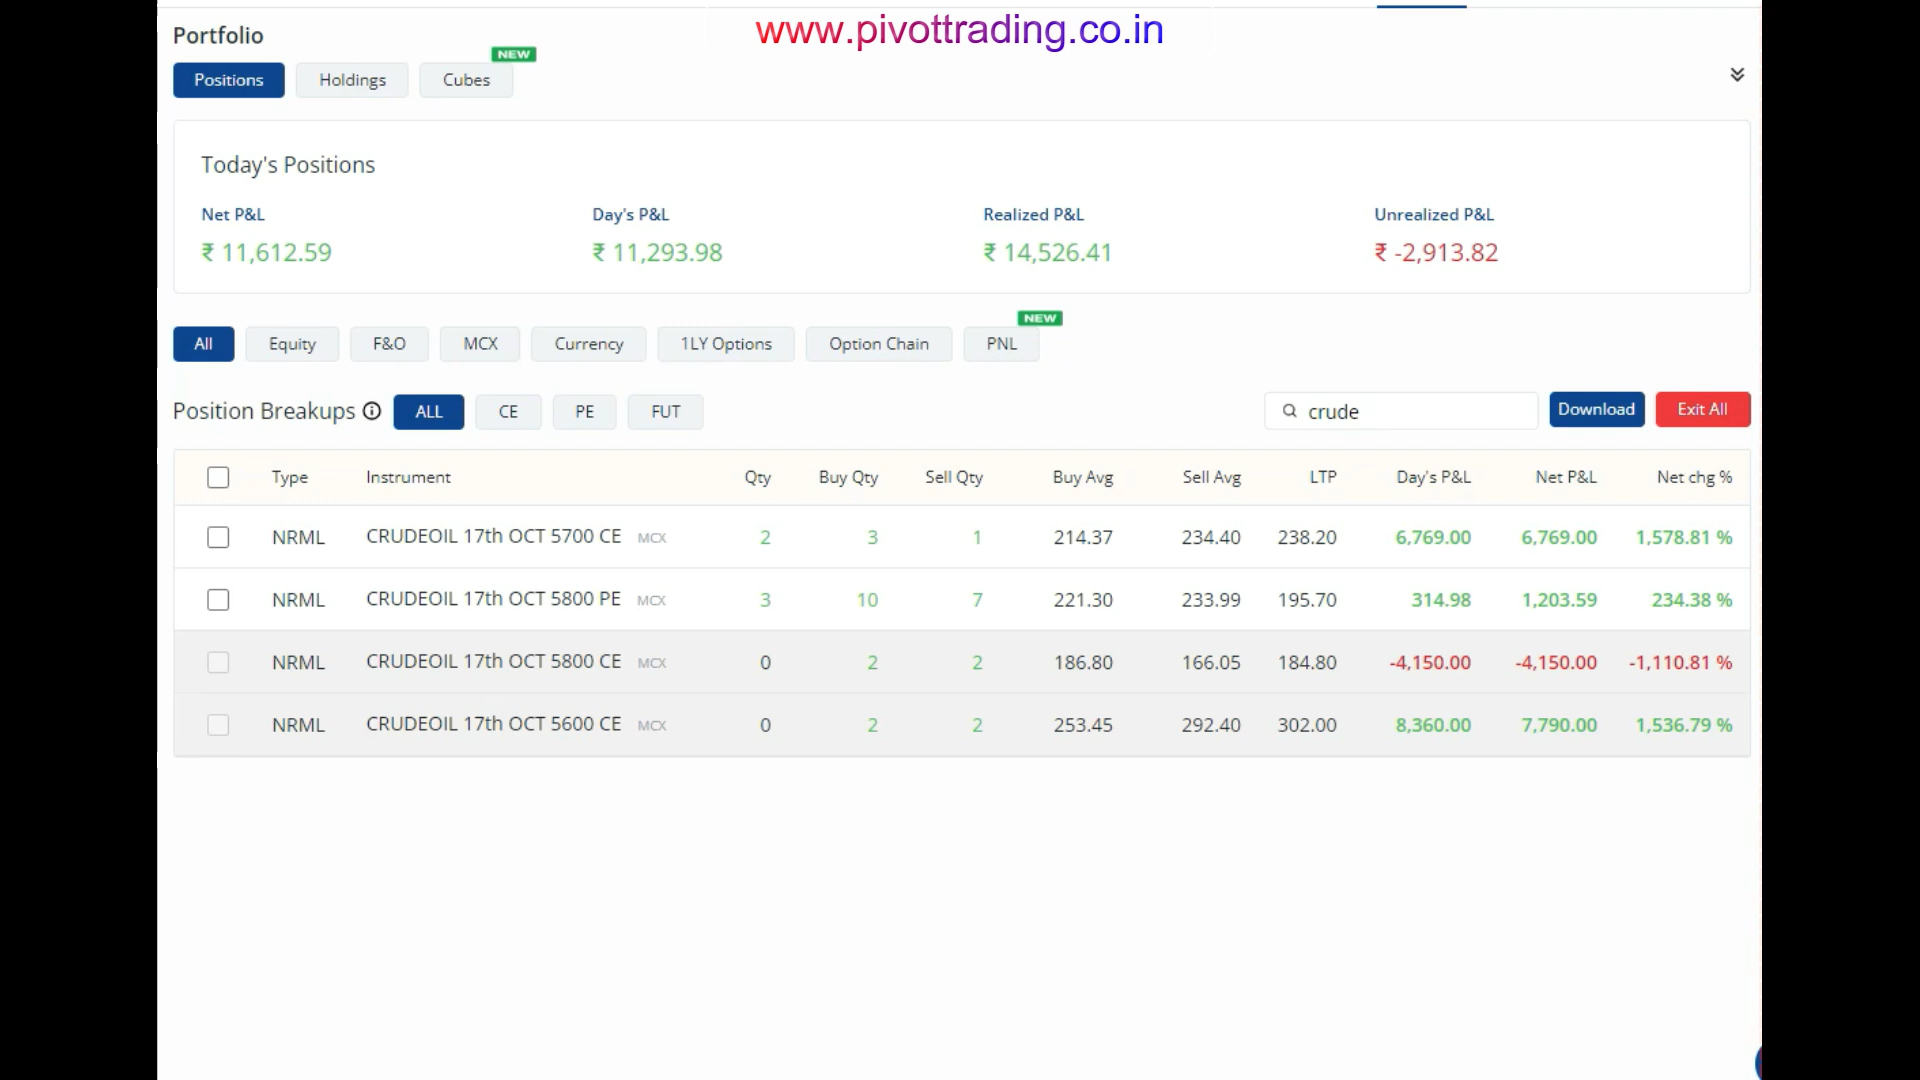 www.pivottrading.co.in
Portfolio
NEW
Positions Holdings Cubes
Today's Positions
Net P&L Day's P&L Realized P&L Unrealized P&L
₹ 11,612.59 ₹ 11,293.98 ₹ 14,526.41 ₹ -2,913.82
NEW
All Equity F&O MCX Currency 1LY Options Option Chain PNL
Position Breakups ALL CE PE FUT crude Download Exit All
Type Instrument Qty Buy Qty Sell Qty Buy Avg Sell Avg LTP Day's P&L Net P&L Net chg %
NRML CRUDEOIL 17th OCT 5700 CE MCX 2 3 1 214.37 234.40 238.20 6,769.00 6,769.00 1,578.81 %
NRML CRUDEOIL 17th OCT 5800 PE MCX 3 10 7 221.30 233.99 195.70 314.98 1,203.59 234.38 %
NRML CRUDEOIL 17th OCT 5800 CE MCX 0 2 2 186.80 166.05 184.80 -4,150.00 -4,150.00 -1,110.81 %
NRML CRUDEOIL 17th OCT 5600 CE MCX 0 2 2 253.45 292.40 302.00 8,360.00 7,790.00 1,536.79 %